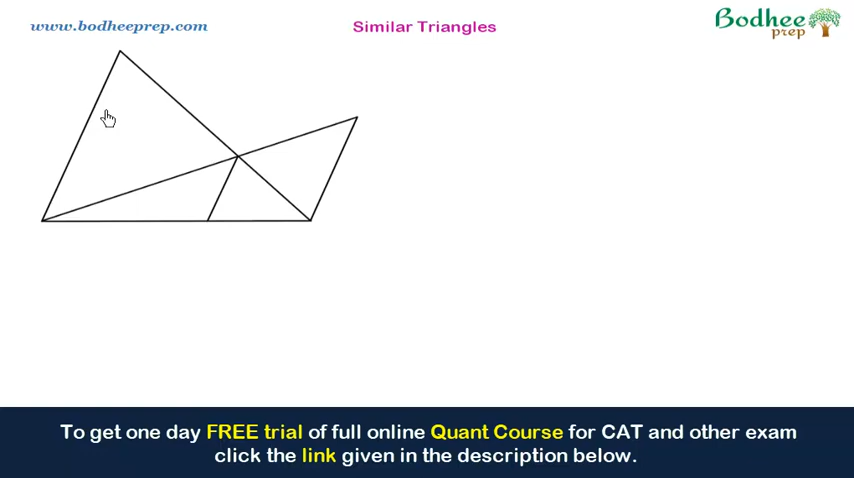 www.bodheeprep.com
Similar Triangles
Bodhee
prep
To get one day FREE trial of full online Quant Course for CAT and other exam
click the link given in the description below.